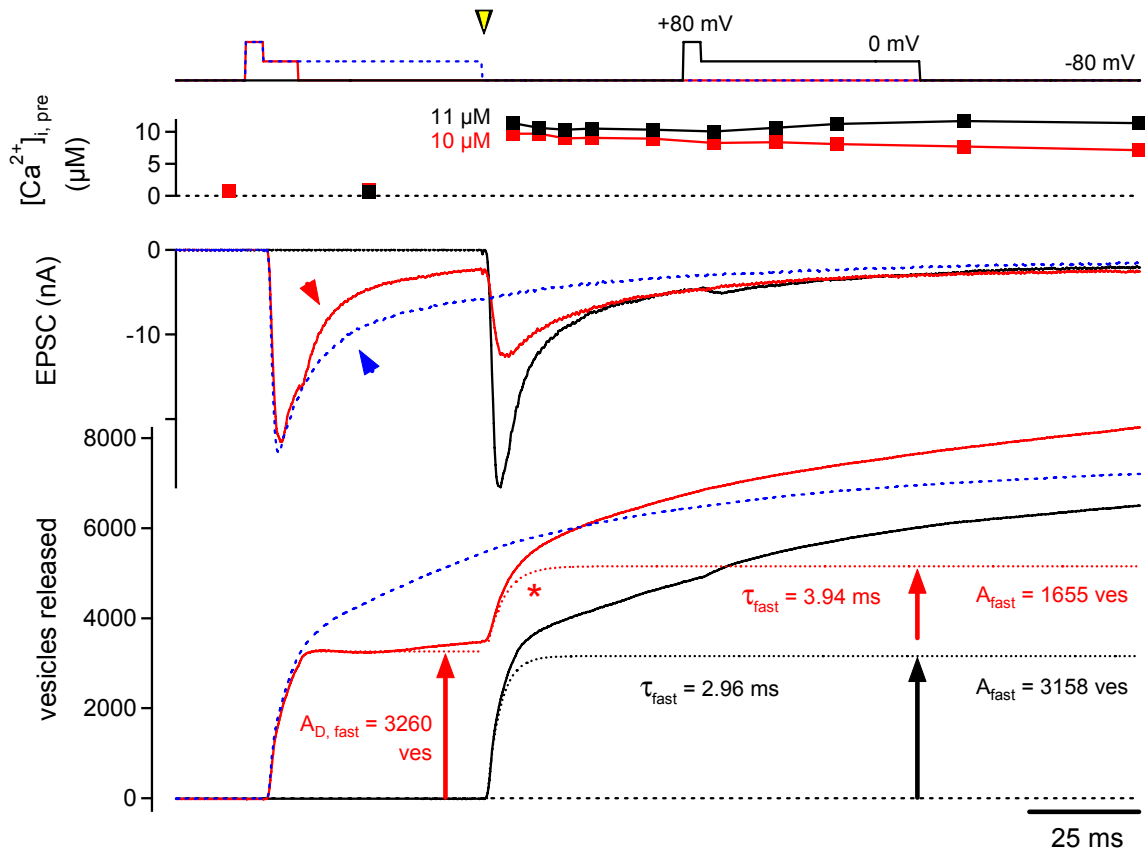 +80 mV
0 mV
-80 mV
[Ca²⁺]i, pre
(µM)
10
5
0
11 µM
10 µM
EPSC (nA)
0
-10
vesicles released
8000
6000
4000
2000
0
*
τfast = 3.94 ms
Afast = 1655 ves
τfast = 2.96 ms
Afast = 3158 ves
AD, fast = 3260
ves
25 ms